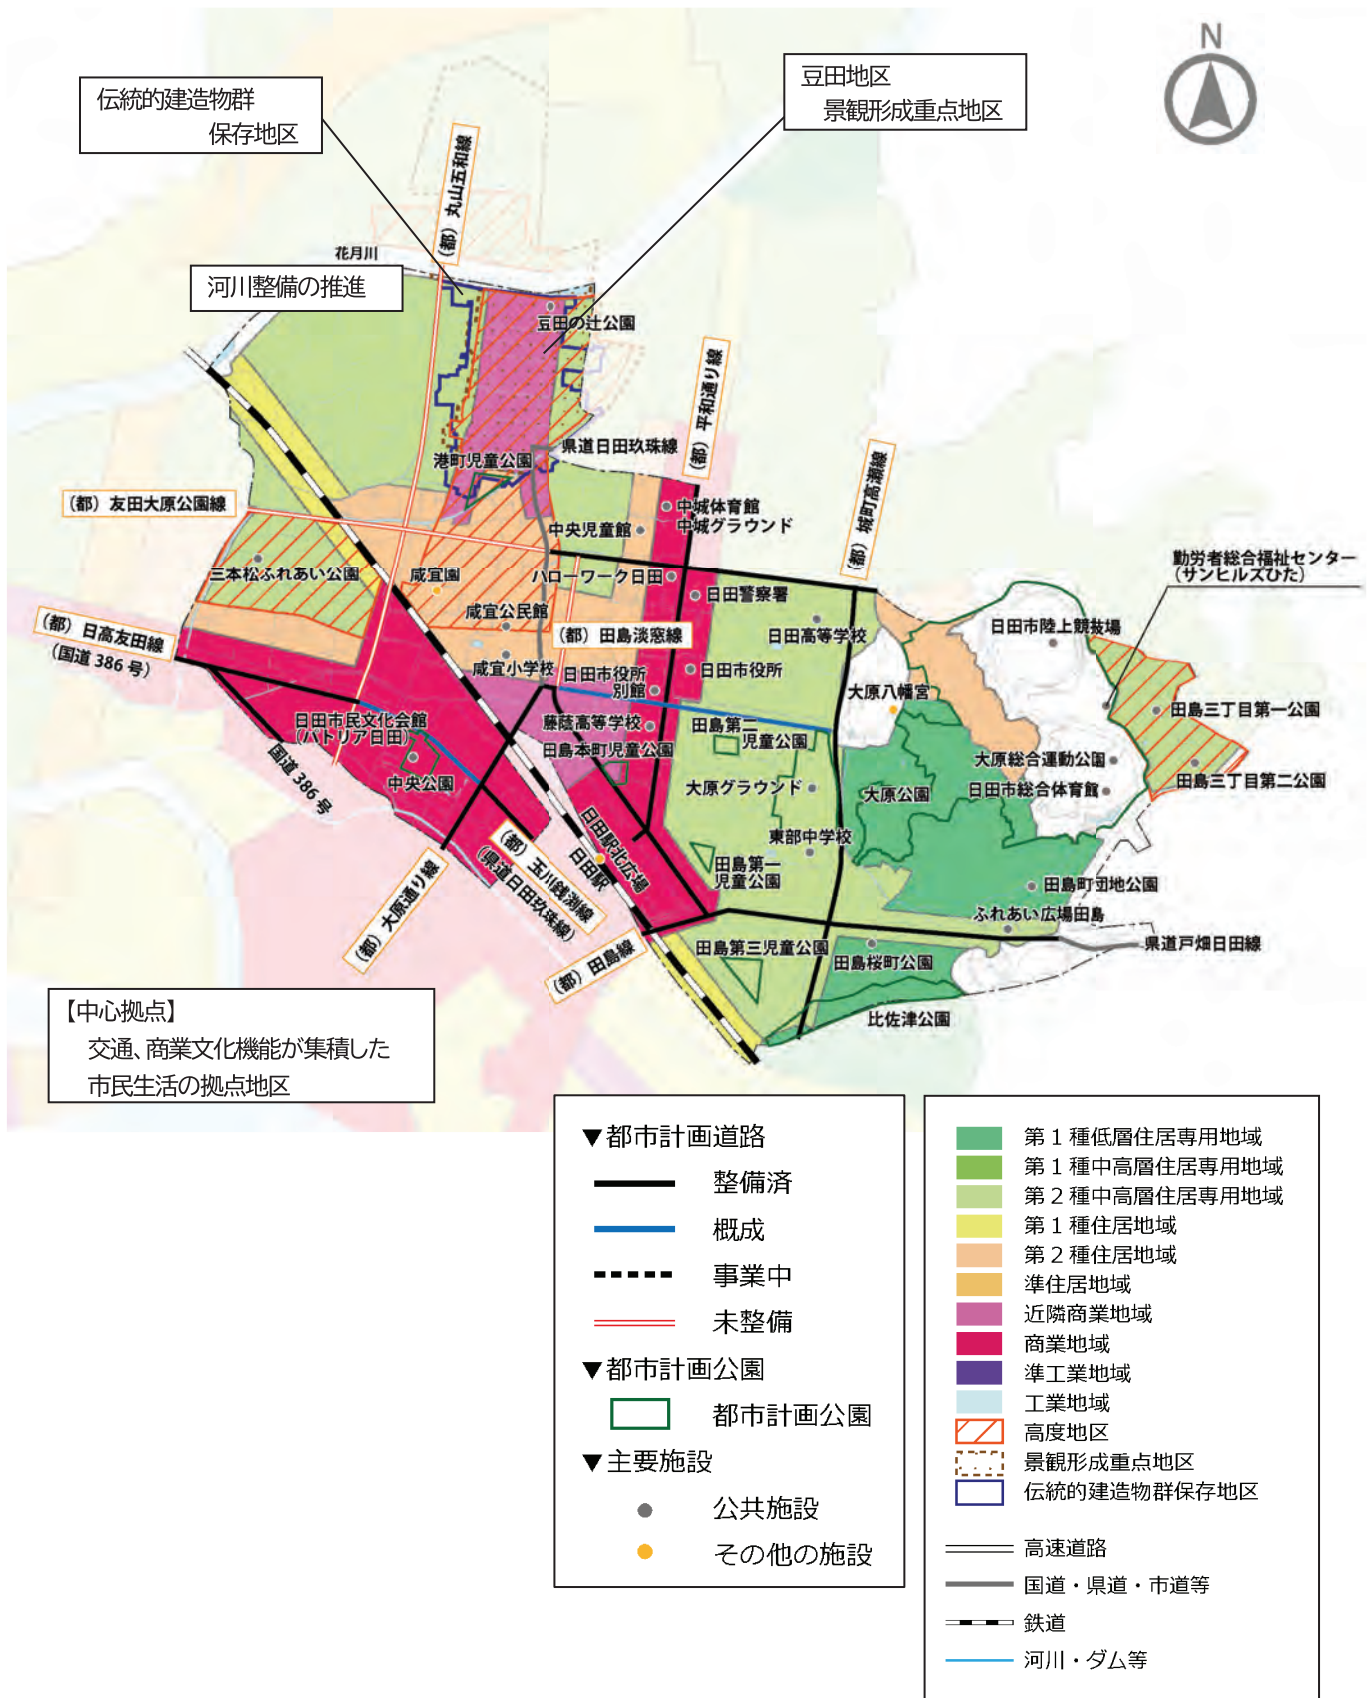 N
伝統的建造物群
保存地区
豆田地区
景観形成重点地区
(都) 丸山五和線
花月川
河川整備の推進
豆田の辻公園
(都) 平和通り線
県道日田玖珠線
港町児童公園
(都) 友田大原公園線
中城体育館
中城グラウンド
中央児童館
(都) 城町高瀬線
勤労者総合福祉センター
(サンヒルズひた)
三本松ふれあい公園
咸宜園
ハローワーク日田
日田警察署
咸宜公民館
日田高等学校
日田市陸上競技場
(都) 日高友田線
(国道 386 号)
(都) 田島淡窓線
咸宜小学校
日田市役所
別館
日田市役所
大原八幡宮
田島三丁目第一公園
日田市民文化会館
(パトリア日田)
藤蔭高等学校
田島第二
児童公園
田島本町児童公園
大原総合運動公園
田島三丁目第二公園
国道 386 号
中央公園
大原グラウンド
大原公園
日田市総合体育館
日田駅北広場
日田駅
東部中学校
(都) 玉川銭渕線
(県道日田玖珠線)
田島第一
児童公園
田島町団地公園
(都) 大原通り線
ふれあい広場田島
(都) 田島線
田島第三児童公園
田島桜町公園
県道戸畑日田線
比佐津公園
【中心拠点】
交通、商業文化機能が集積した
市民生活の拠点地区
▼都市計画道路
整備済
概成
事業中
未整備
▼都市計画公園
都市計画公園
▼主要施設
公共施設
その他の施設
第1種低層住居専用地域
第1種中高層住居専用地域
第2種中高層住居専用地域
第1種住居地域
第2種住居地域
準住居地域
近隣商業地域
商業地域
準工業地域
工業地域
高度地区
景観形成重点地区
伝統的建造物群保存地区
高速道路
国道・県道・市道等
鉄道
河川・ダム等